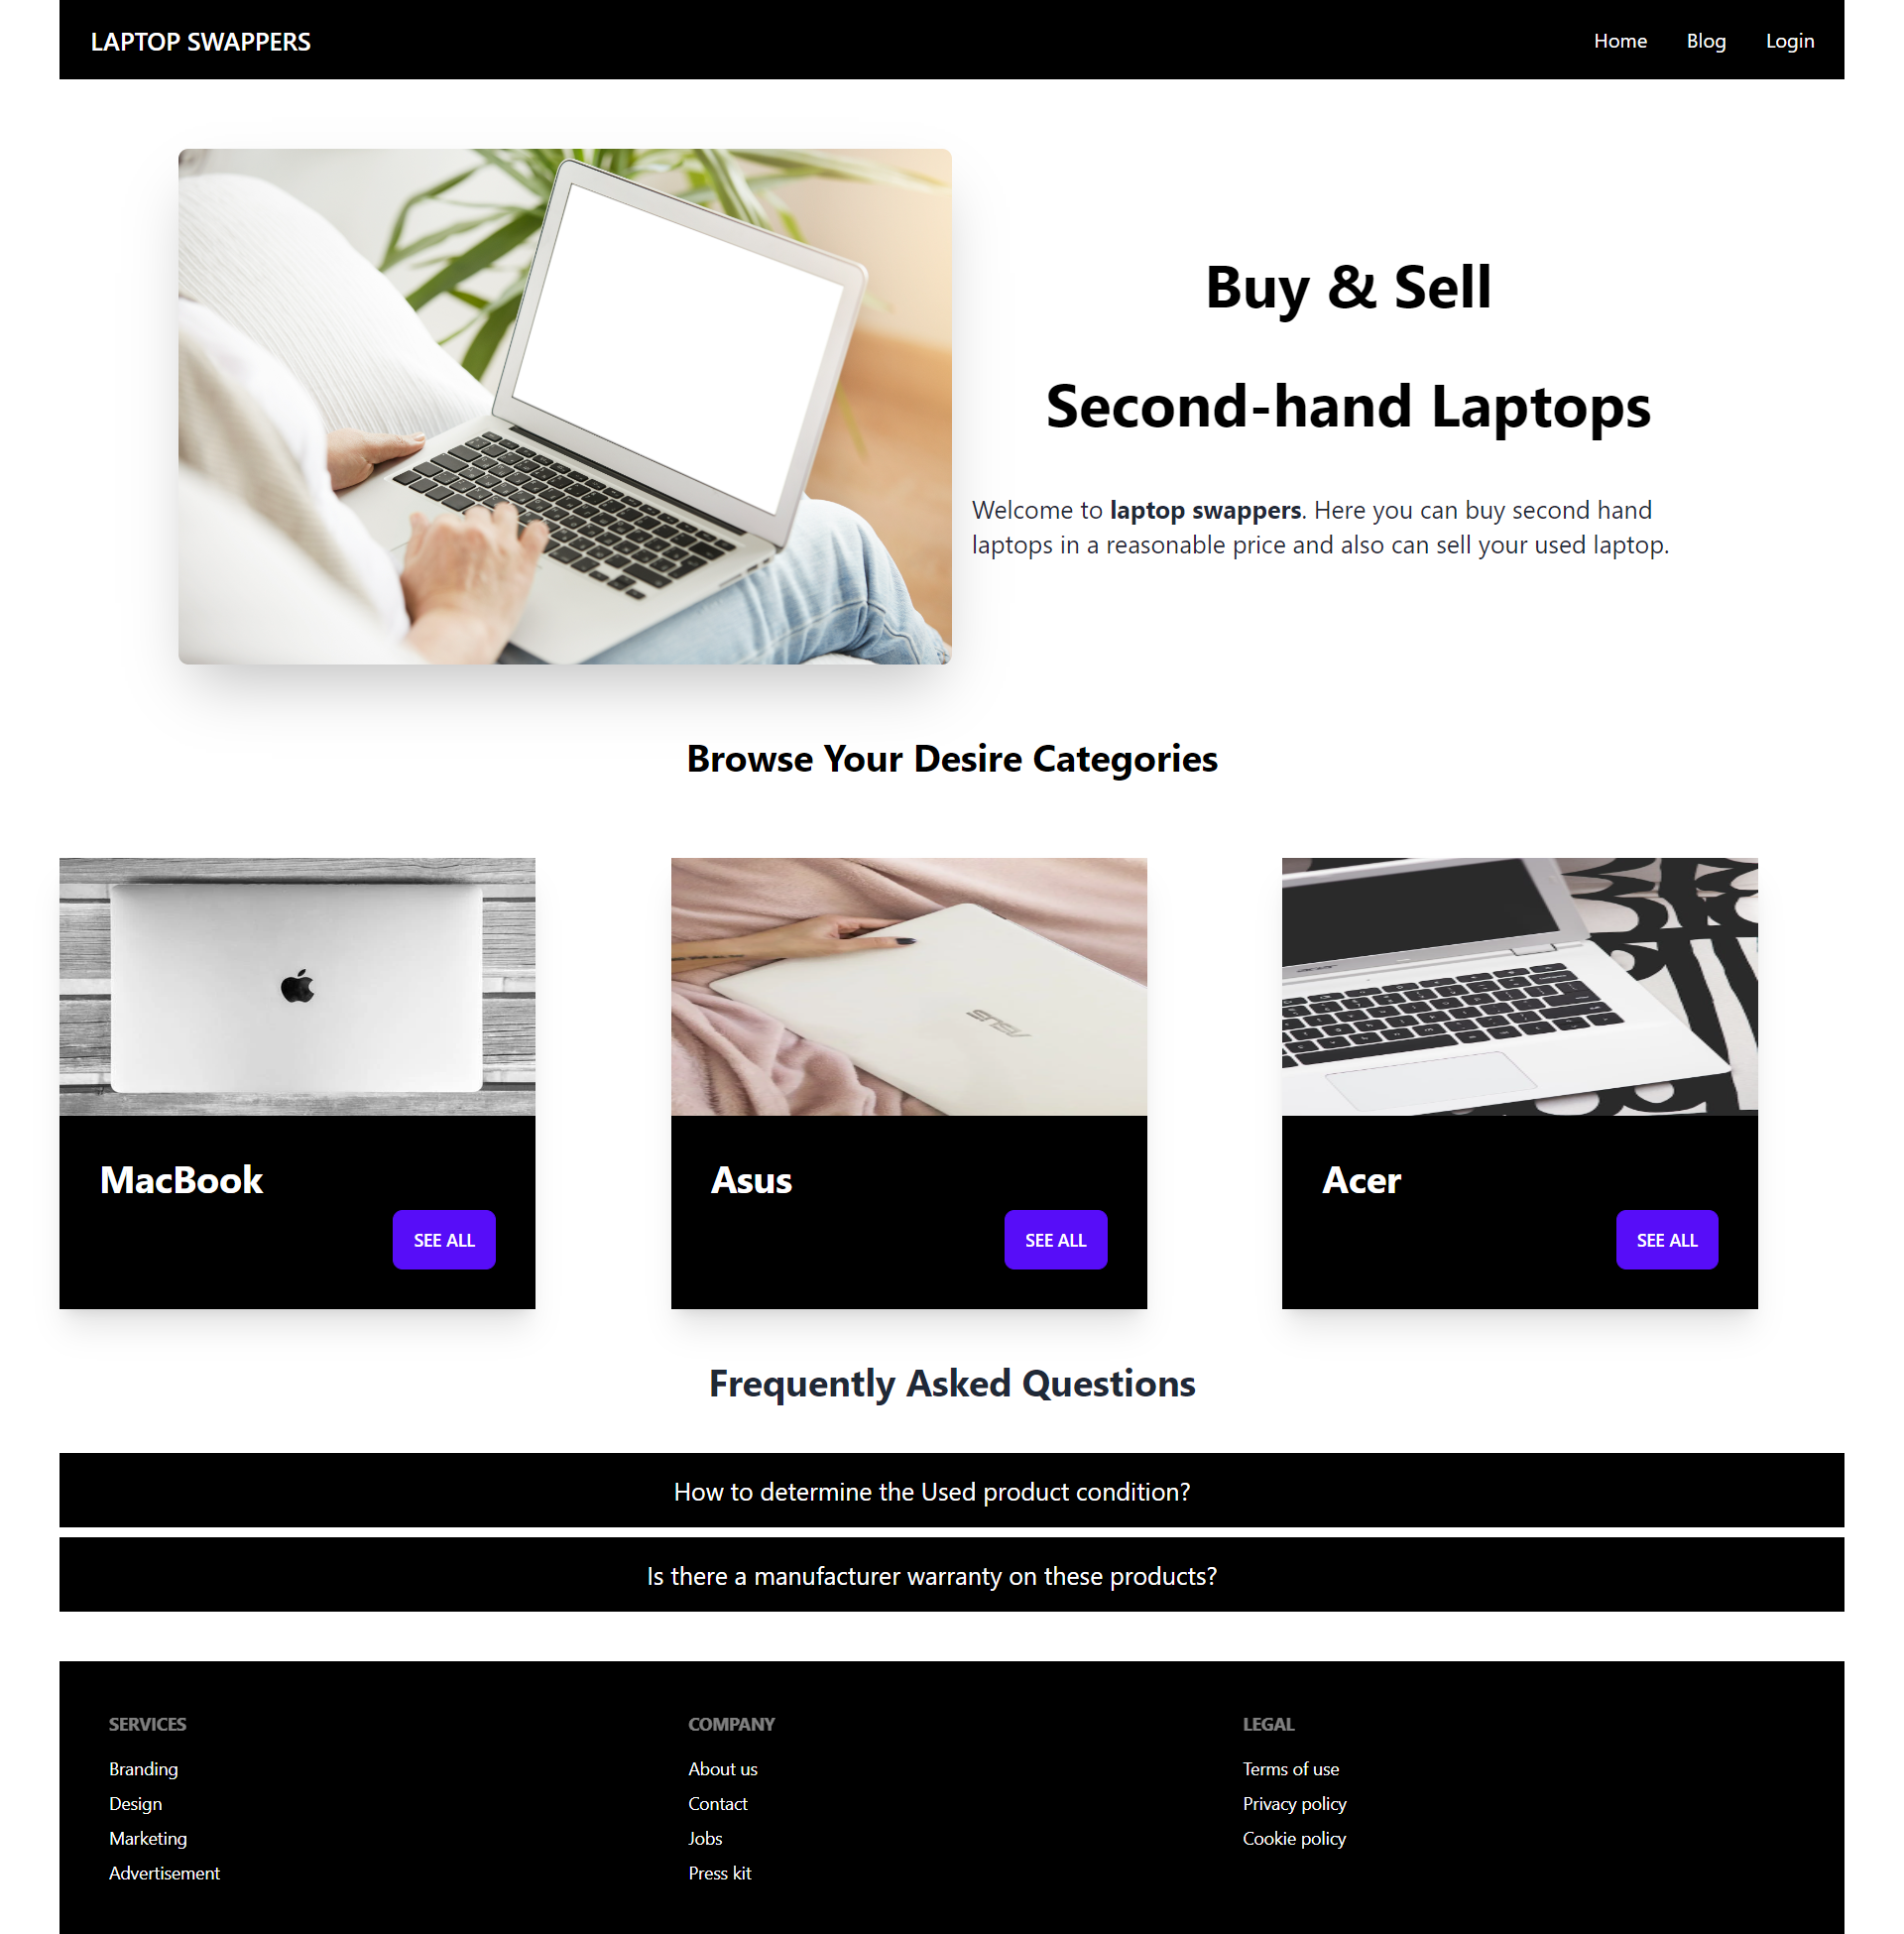 LAPTOP SWAPPERS
Home Blog Login
Buy & Sell
Second-hand Laptops
Welcome to laptop swappers. Here you can buy second hand
laptops in a reasonable price and also can sell your used laptop.
Browse Your Desire Categories
ASUS
acer
MacBook
SEE ALL
Asus
SEE ALL
Acer
SEE ALL
Frequently Asked Questions
How to determine the Used product condition?
Is there a manufacturer warranty on these products?
SERVICES
Branding
Design
Marketing
Advertisement
COMPANY
About us
Contact
Jobs
Press kit
LEGAL
Terms of use
Privacy policy
Cookie policy